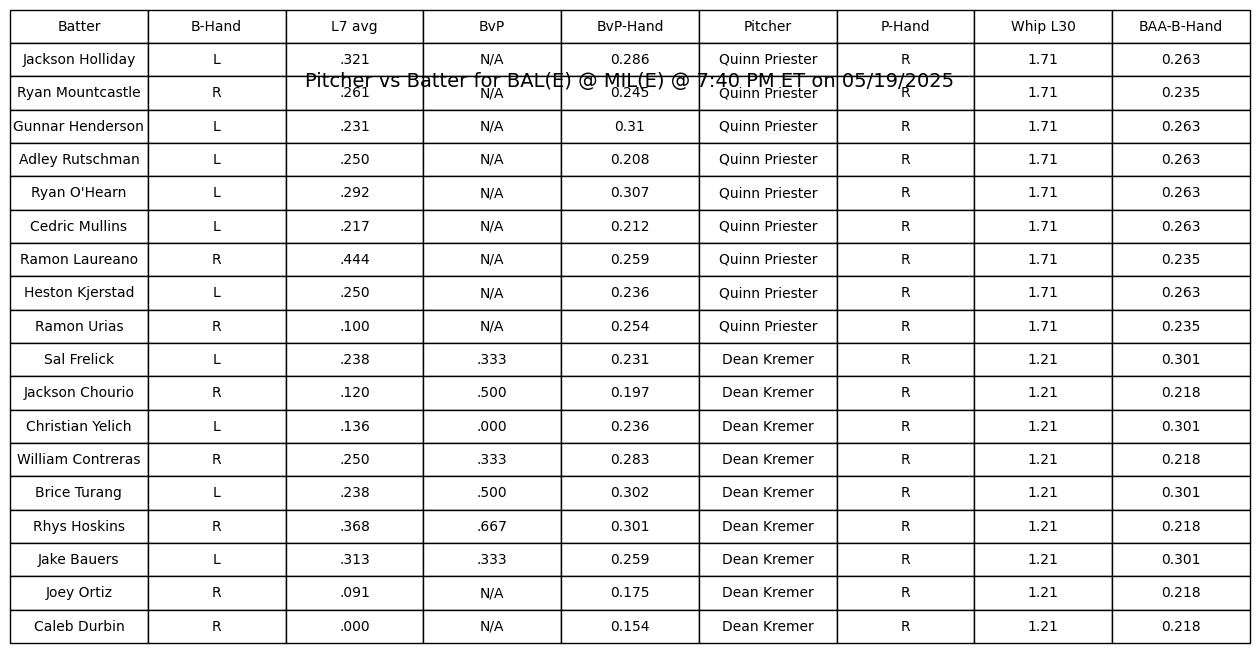 Batter B-Hand L7 avg BvP BvP-Hand Pitcher P-Hand Whip L30 BAA-B-Hand
Jackson Holliday L .321 N/A 0.286 Quinn Priester R 1.71 0.263
Pitcher vs Batter for BAL(E) @ MIL(E) @ 7:40 PM ET on 05/19/2025
Ryan Mountcastle R .261 N/A 0.245 Quinn Priester R 1.71 0.235
Gunnar Henderson L .231 N/A 0.31 Quinn Priester R 1.71 0.263
Adley Rutschman L .250 N/A 0.208 Quinn Priester R 1.71 0.263
Ryan O'Hearn L .292 N/A 0.307 Quinn Priester R 1.71 0.263
Cedric Mullins L .217 N/A 0.212 Quinn Priester R 1.71 0.263
Ramon Laureano R .444 N/A 0.259 Quinn Priester R 1.71 0.235
Heston Kjerstad L .250 N/A 0.236 Quinn Priester R 1.71 0.263
Ramon Urias R .100 N/A 0.254 Quinn Priester R 1.71 0.235
Sal Frelick L .238 .333 0.231 Dean Kremer R 1.21 0.301
Jackson Chourio R .120 .500 0.197 Dean Kremer R 1.21 0.218
Christian Yelich L .136 .000 0.236 Dean Kremer R 1.21 0.301
William Contreras R .250 .333 0.283 Dean Kremer R 1.21 0.218
Brice Turang L .238 .500 0.302 Dean Kremer R 1.21 0.301
Rhys Hoskins R .368 .667 0.301 Dean Kremer R 1.21 0.218
Jake Bauers L .313 .333 0.259 Dean Kremer R 1.21 0.301
Joey Ortiz R .091 N/A 0.175 Dean Kremer R 1.21 0.218
Caleb Durbin R .000 N/A 0.154 Dean Kremer R 1.21 0.218